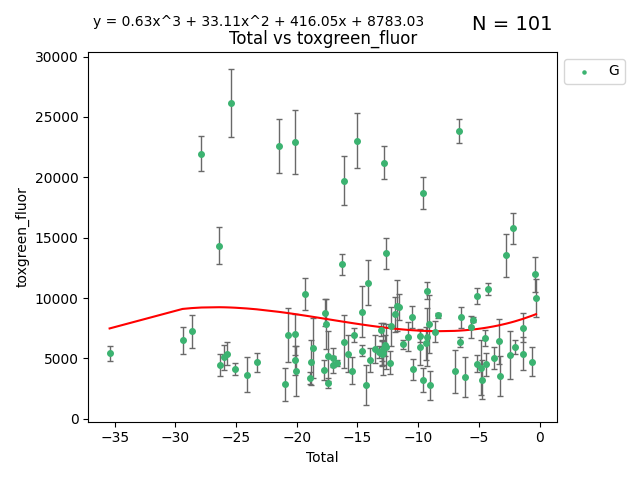 y = 0.63x^3 + 33.11x^2 + 416.05x + 8783.03
N = 101
Total vs toxgreen_fluor
G
30000
25000
20000
15000
10000
5000
0
toxgreen_fluor
−35 −30 −25 −20 −15 −10 −5 0
Total